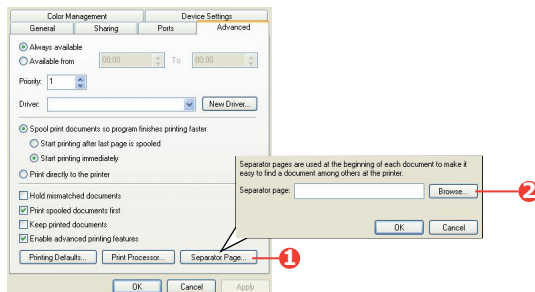 Color Management Device Settings
General Sharing Ports Advanced
Always available
Available from 00:00 To 00:00
Priority: 1
Driver: New Driver...
Spool print documents so program finishes printing faster
Start printing after last page is spooled
Start printing immediately
Print directly to the printer
Hold mismatched documents
Print spooled documents first
Keep printed documents
Enable advanced printing features
Printing Defaults... Print Processor... Separator Page... 1
OK Cancel Apply
Separator pages are used at the beginning of each document to make it
easy to find a document among others at the printer.
Separator page: Browse... 2
OK Cancel